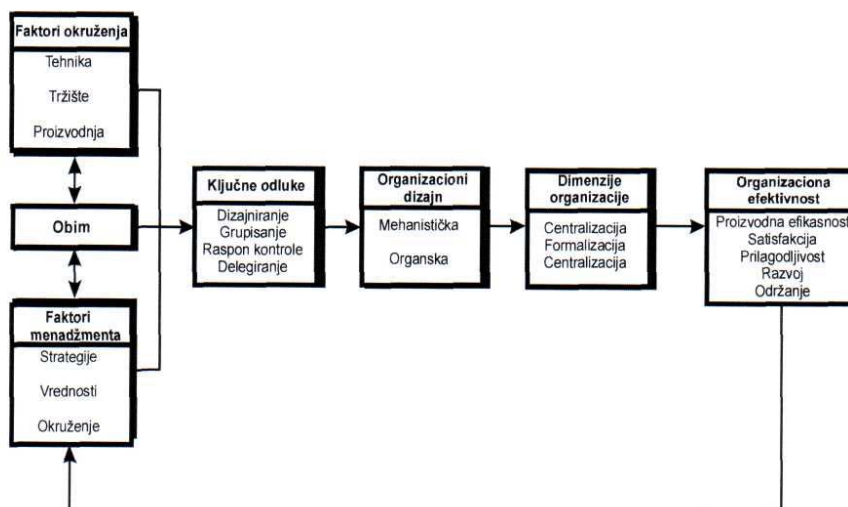 Faktori okruženja
Tehnika
Tržište
Proizvodnja
Obim
Faktori
menadžmenta
Strategije
Vrednosti
Okruženje
Ključne odluke
Dizajniranje
Grupisanje
Raspon kontrole
Delegiranje
Organizacioni
dizajn
Mehanistička
Organska
Dimenzije
organizacije
Centralizacija
Formalizacija
Centralizacija
Organizaciona
efektivnost
Proizvodna efikasnost
Satisfakcija
Prilagodljivost
Razvoj
Održanje